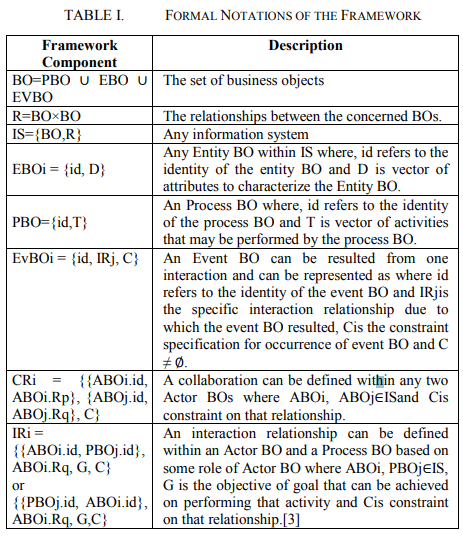 TABLE I. FORMAL NOTATIONS OF THE FRAMEWORK
Framework Component
Description
BO=PBO ∪ EBO ∪
EVBO
The set of business objects
R=BO×BO
The relationships between the concerned BOs.
IS={BO,R}
Any information system
EBOi = {id, D}
Any Entity BO within IS where, id refers to the
identity of the entity BO and D is vector of
attributes to characterize the Entity BO.
PBO={id,T}
An Process BO where, id refers to the identity
of the process BO and T is vector of activities
that may be performed by the process BO.
EvBOi = {id, IRj, C}
An Event BO can be resulted from one
interaction and can be represented as where id
refers to the identity of the event BO and IRjis
the specific interaction relationship due to
which the event BO resulted, Cis the constraint
specification for occurrence of event BO and C
≠ ∅.
CRi = {{ABOi.id,
ABOi.Rp}, {ABOj.id,
ABOj.Rq}, C}
A collaboration can be defined within any two
Actor BOs where ABOi, ABOj∈ISand Cis
constraint on that relationship.
IRi =
{{ABOi.id, PBOj.id},
ABOi.Rq, G, C}
or
{{PBOj.id, ABOi.id},
ABOi.Rq, G,C}
An interaction relationship can be defined
within an Actor BO and a Process BO based on
some role of Actor BO where ABOi, PBOj∈IS,
G is the objective of goal that can be achieved
on performing that activity and Cis constraint
on that relationship.[3]